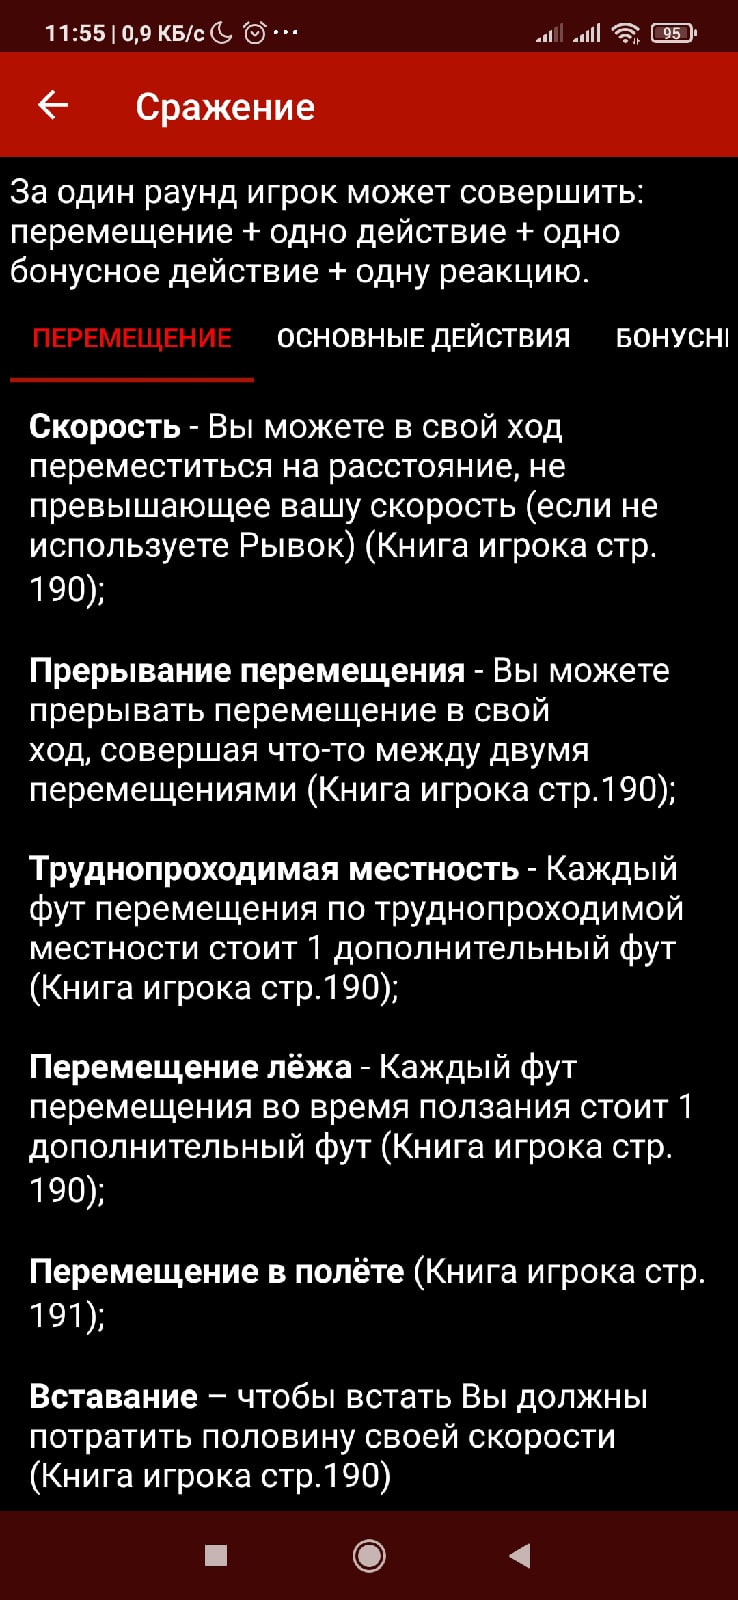 11:55 | 0,9 КБ/с ...
95
Сражение
За один раунд игрок может совершить:
перемещение + одно действие + одно
бонусное действие + одну реакцию.
ПЕРЕМЕЩЕНИЕ ОСНОВНЫЕ ДЕЙСТВИЯ БОНУСН
Скорость - Вы можете в свой ход
переместиться на расстояние, не
превышающее вашу скорость (если не
используете Рывок) (Книга игрока стр.
190);
Прерывание перемещения - Вы можете
прерывать перемещение в свой
ход, совершая что-то между двумя
перемещениями (Книга игрока стр.190);
Труднопроходимая местность - Каждый
фут перемещения по труднопроходимой
местности стоит 1 дополнительный фут
(Книга игрока стр.190);
Перемещение лёжа - Каждый фут
перемещения во время ползания стоит 1
дополнительный фут (Книга игрока стр.
190);
Перемещение в полёте (Книга игрока стр.
191);
Вставание – чтобы встать Вы должны
потратить половину своей скорости
(Книга игрока стр.190)